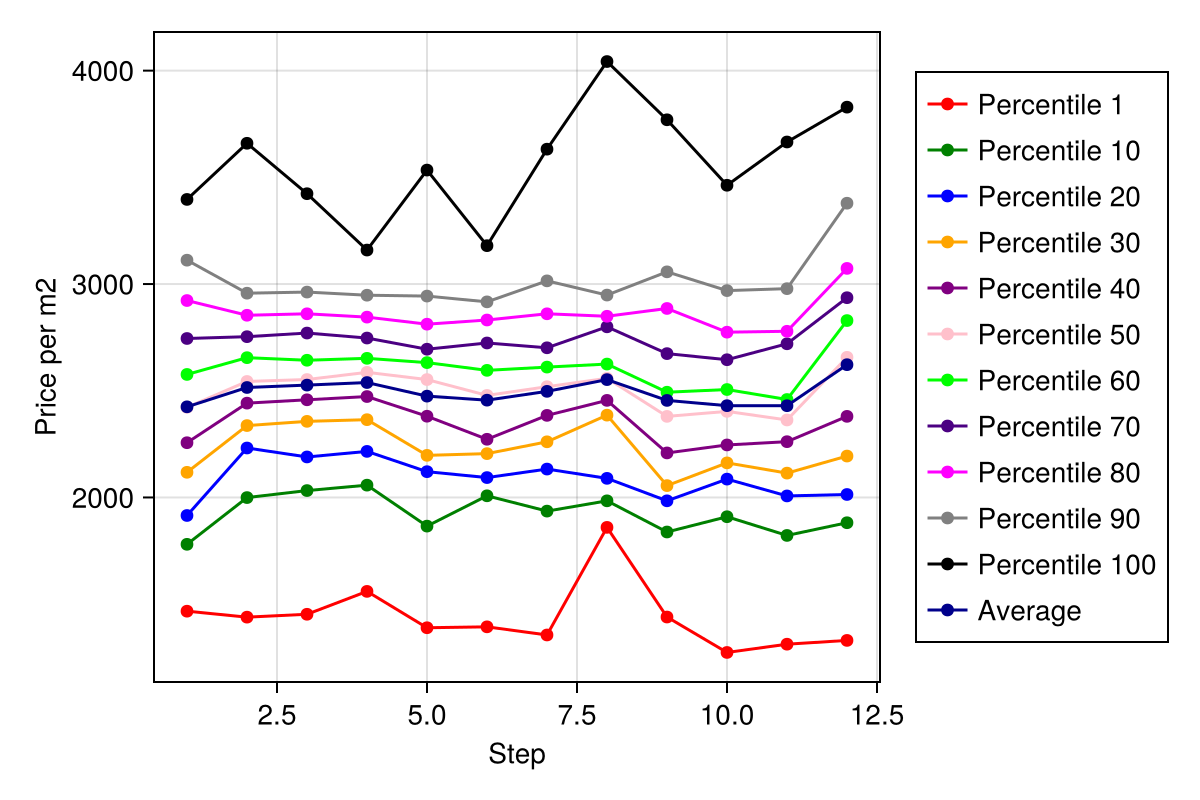 4000
3000
2000
Price per m2
2.5
5.0
7.5
10.0
12.5
Step
Percentile 1
Percentile 10
Percentile 20
Percentile 30
Percentile 40
Percentile 50
Percentile 60
Percentile 70
Percentile 80
Percentile 90
Percentile 100
Average